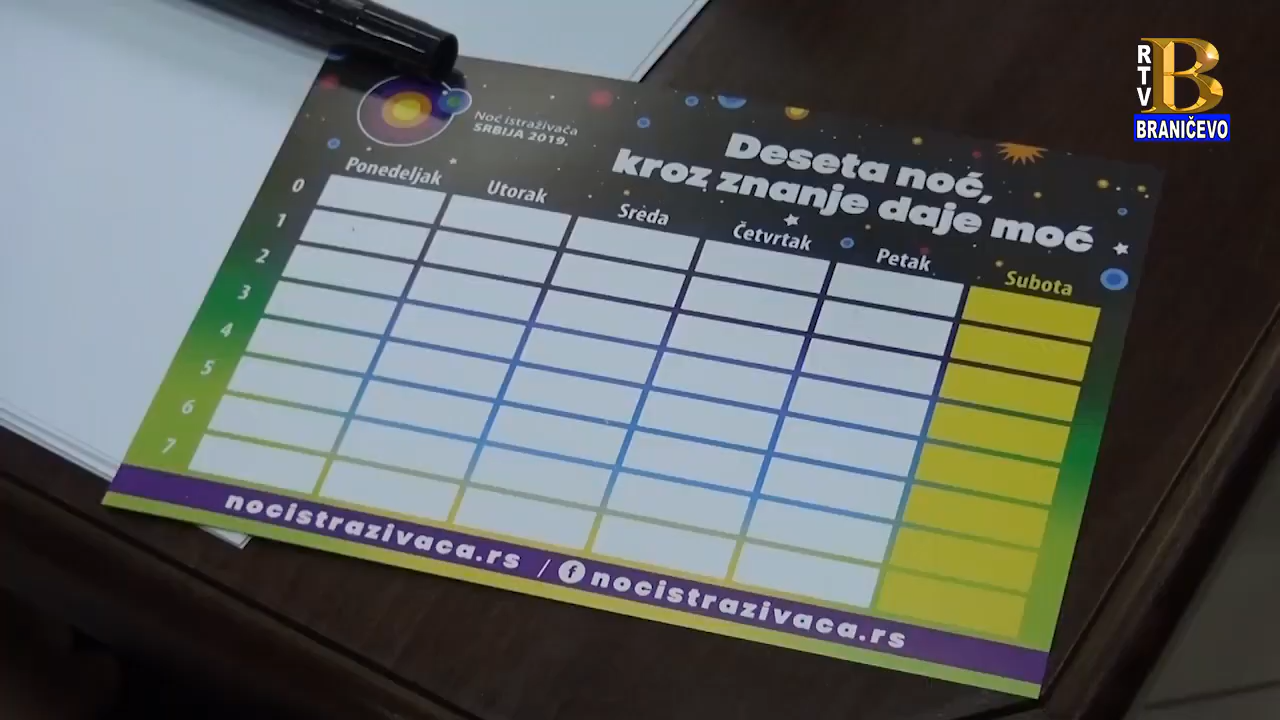 RTV
B
BRANIČEVO
Noć istraživača
SRBIJA 2019.
Deseta noć,
kroz znanje daje moć
Ponedeljak Utorak Sreda Četvrtak Petak Subota
0
1
2
3
4
5
6
7
nocistrazivaca.rs / f nocistrazivaca.rs